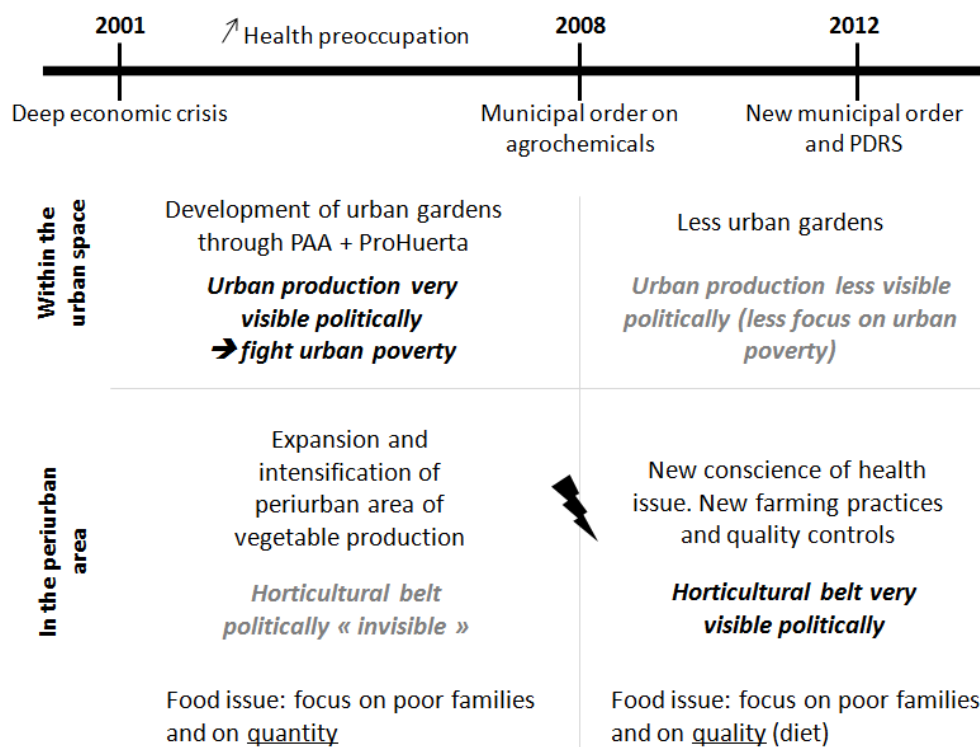 2001
↗ Health preoccupation
2008
2012
Deep economic crisis
Municipal order on
agrochemicals
New municipal order
and PDRS
Within the
urban space
Development of urban gardens
through PAA + ProHuerta
Urban production very
visible politically
➔ fight urban poverty
Less urban gardens
Urban production less visible
politically (less focus on urban
poverty)
In the periurban
area
Expansion and
intensification of
periurban area of
vegetable production
Horticultural belt
politically « invisible »
New conscience of health
issue. New farming practices
and quality controls
Horticultural belt very
visible politically
Food issue: focus on poor families
and on quantity
Food issue: focus on poor families
and on quality (diet)